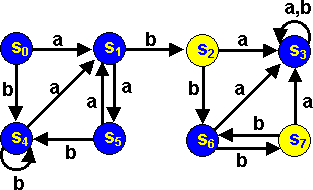 a,b
s0 a s1 b s2 a s3
b a a a b a a
s4 b s5 s6 b b s7
b